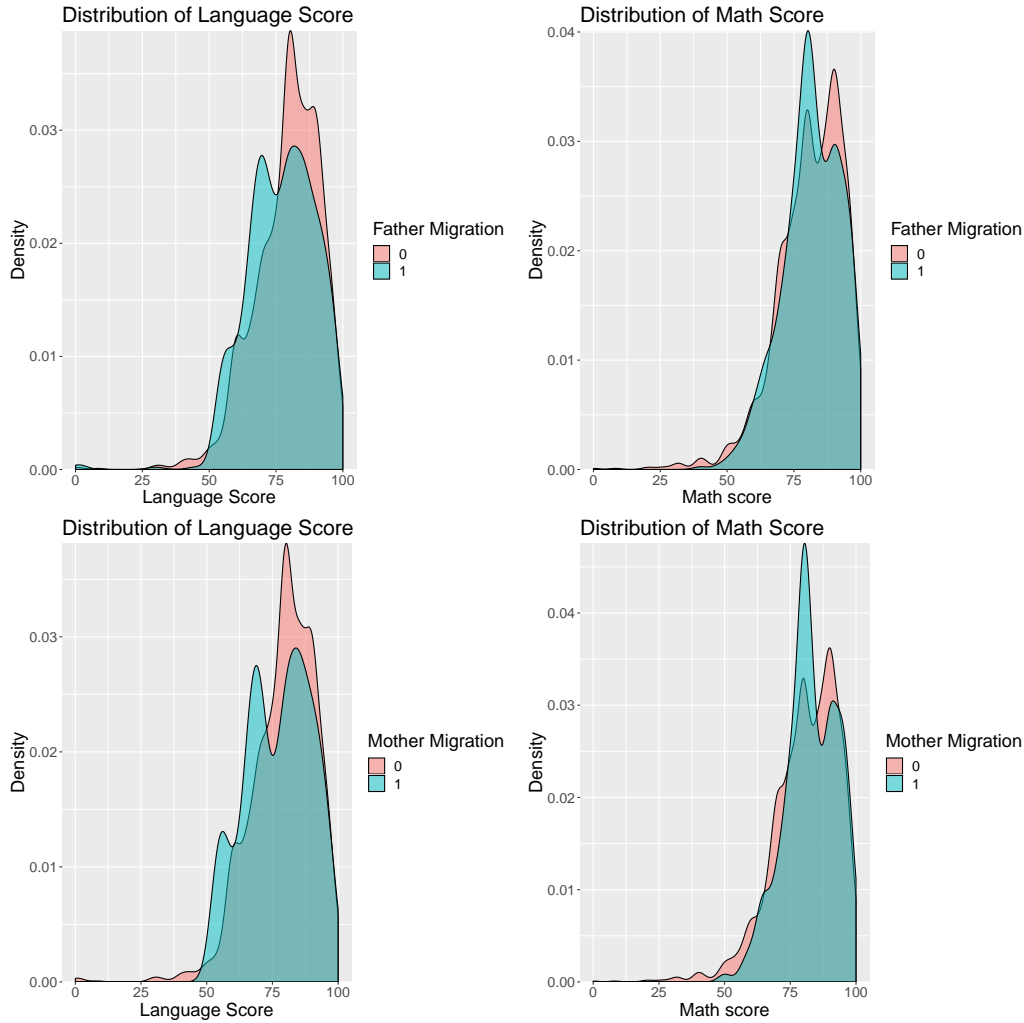 Distribution of Language Score
0.03
0.02
0.01
0.00
Density
0 25 50 75 100
Language Score
Father Migration
0
1
Distribution of Math Score
0.04
0.03
0.02
0.01
0.00
Density
0 25 50 75 100
Math score
Father Migration
0
1
Distribution of Language Score
0.03
0.02
0.01
0.00
Density
0 25 50 75 100
Language Score
Mother Migration
0
1
Distribution of Math Score
0.04
0.03
0.02
0.01
0.00
Density
0 25 50 75 100
Math score
Mother Migration
0
1